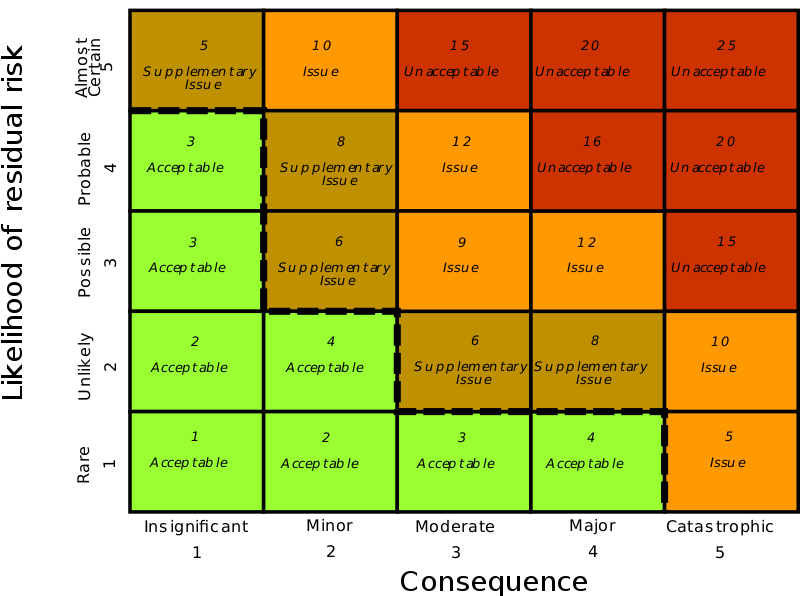 Likelihood of residual risk
Almost
Certain
5
5
Supplementary
Issue
10
Issue
15
Unacceptable
20
Unacceptable
25
Unacceptable
Probable
4
3
Acceptable
8
Supplementary
Issue
12
Issue
16
Unacceptable
20
Unacceptable
Possible
3
3
Acceptable
6
Supplementary
Issue
9
Issue
12
Issue
15
Unacceptable
Unlikely
2
2
Acceptable
4
Acceptable
6
Supplementary
Issue
8
Supplementary
Issue
10
Issue
Rare
1
1
Acceptable
2
Acceptable
3
Acceptable
4
Acceptable
5
Issue
Insignificant
1
Minor
2
Moderate
3
Major
4
Catastrophic
5
Consequence